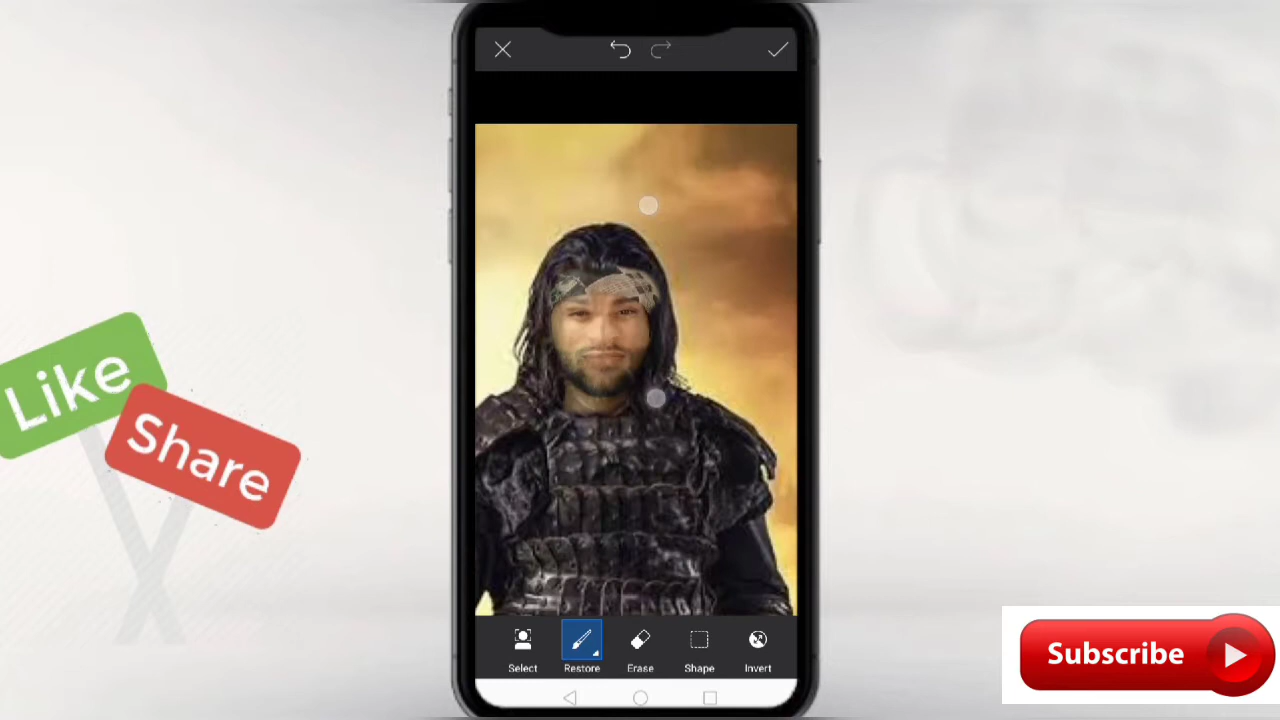 Like
Share
Select
Restore
Erase
Shape
Invert
Subscribe